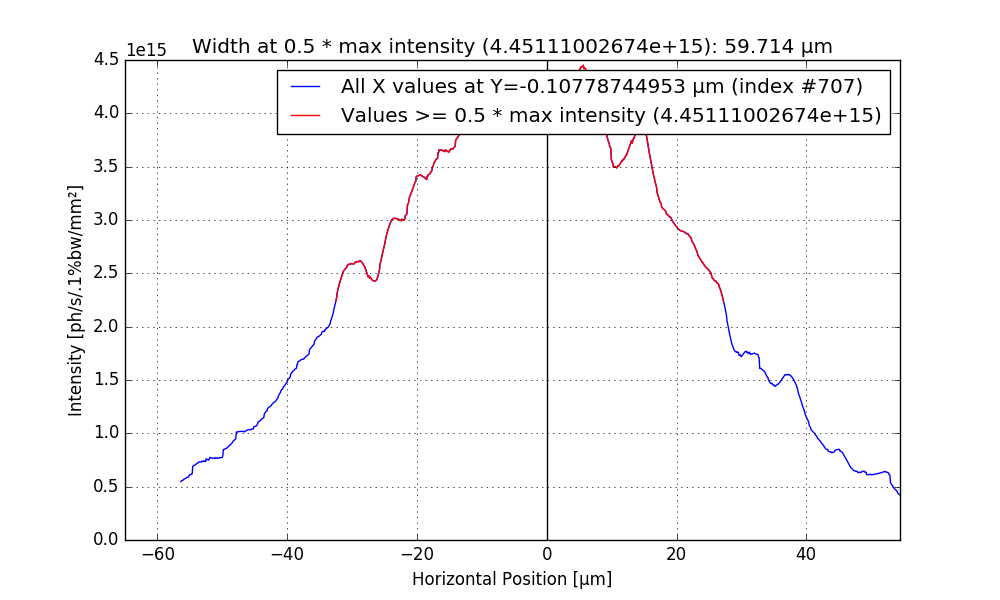 1e15
Width at 0.5 * max intensity (4.45111002674e+15): 59.714 µm
All X values at Y=-0.10778744953 µm (index #707)
Values >= 0.5 * max intensity (4.45111002674e+15)
4.5
4.0
3.5
3.0
2.5
2.0
1.5
1.0
0.5
0.0
Intensity [ph/s/.1%bw/mm²]
−60
−40
−20
0
20
40
Horizontal Position [µm]